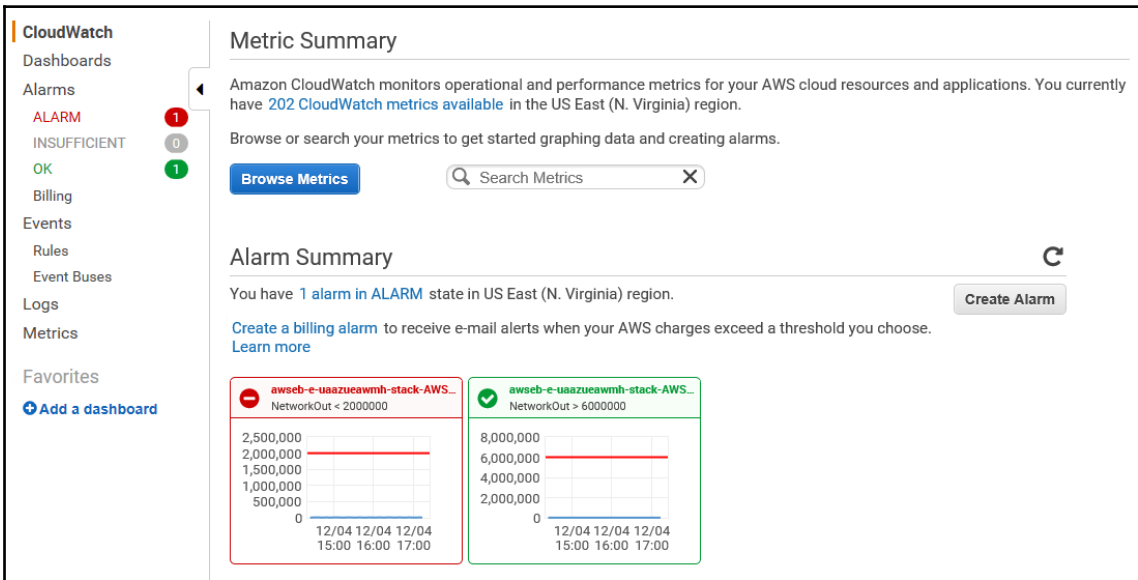 CloudWatch
Dashboards
Alarms
ALARM 1
INSUFFICIENT 0
OK 1
Billing
Events
Rules
Event Buses
Logs
Metrics
Favorites
Add a dashboard
Metric Summary
Amazon CloudWatch monitors operational and performance metrics for your AWS cloud resources and applications. You currently
have 202 CloudWatch metrics available in the US East (N. Virginia) region.
Browse or search your metrics to get started graphing data and creating alarms.
Browse Metrics
Search Metrics
Alarm Summary
You have 1 alarm in ALARM state in US East (N. Virginia) region.
Create Alarm
Create a billing alarm to receive e-mail alerts when your AWS charges exceed a threshold you choose.
Learn more
awseb-e-uaazueawmh-stack-AWS...
NetworkOut < 2000000
2,500,000
2,000,000
1,500,000
1,000,000
500,000
0
12/04 12/04 12/04
15:00 16:00 17:00
awseb-e-uaazueawmh-stack-AWS...
NetworkOut > 6000000
8,000,000
6,000,000
4,000,000
2,000,000
0
12/04 12/04 12/04
15:00 16:00 17:00